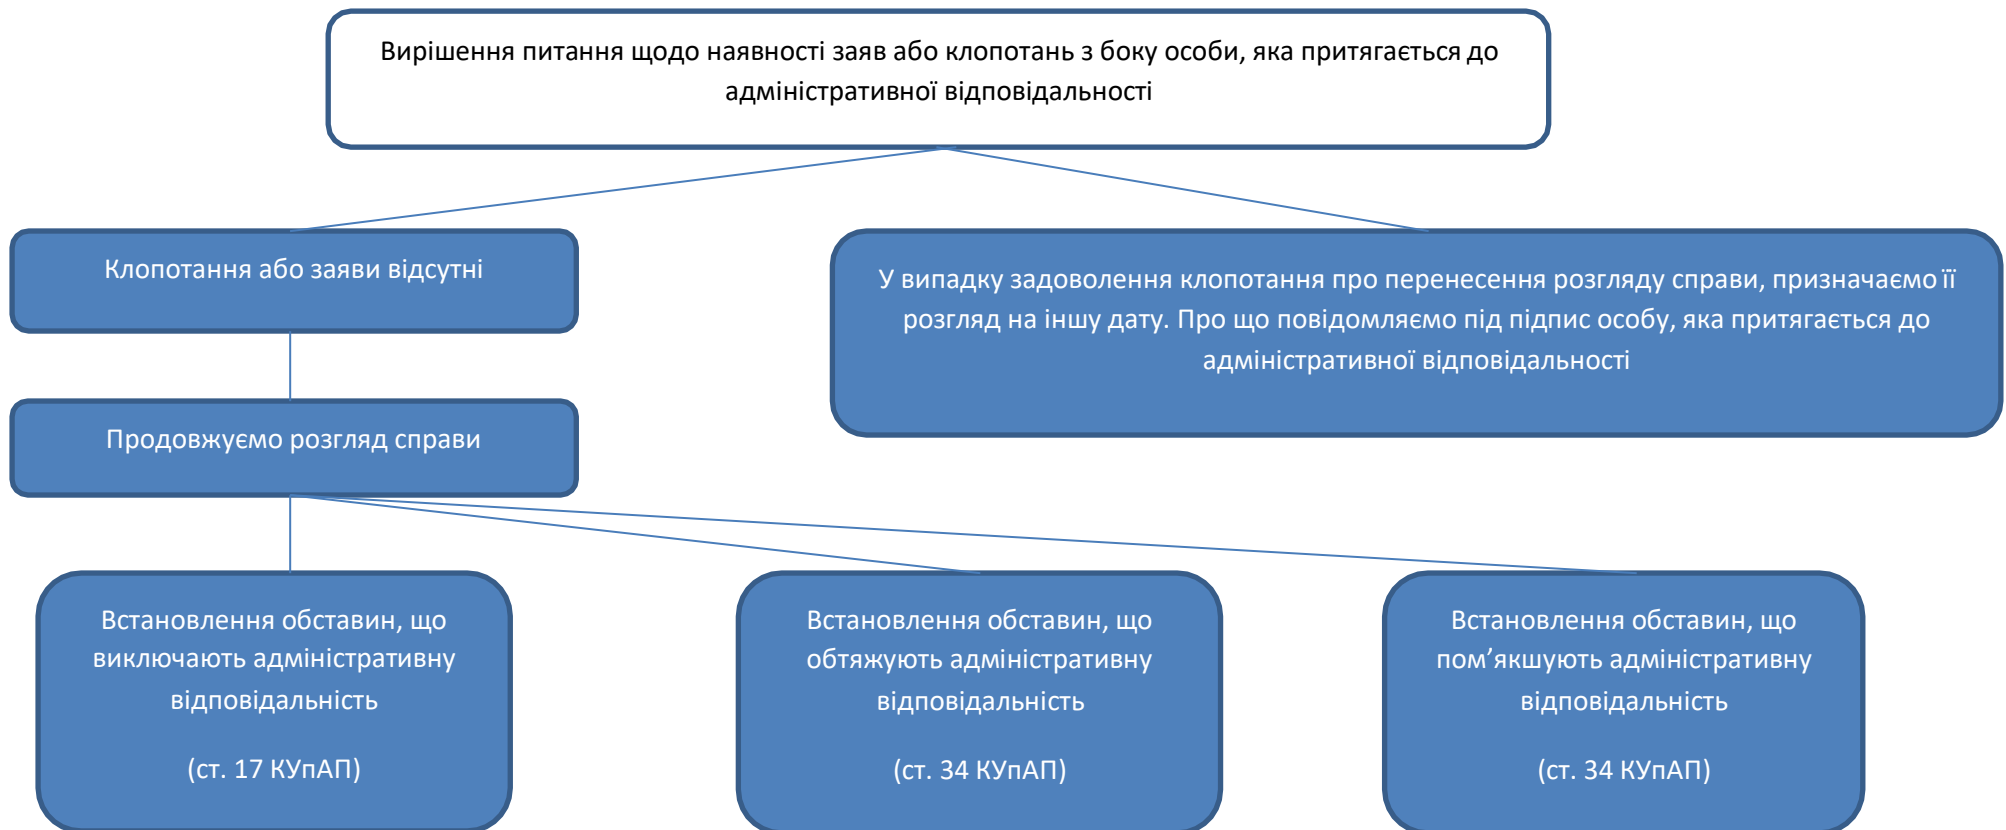 Вирішення питання щодо наявності заяв або клопотань з боку особи, яка притягається до
адміністративної відповідальності
Клопотання або заяви відсутні
У випадку задоволення клопотання про перенесення розгляду справи, призначаємо її
розгляд на іншу дату. Про що повідомляємо під підпис особу, яка притягається до
адміністративної відповідальності
Продовжуємо розгляд справи
Встановлення обставин, що
виключають адміністративну
відповідальність
(ст. 17 КУпАП)
Встановлення обставин, що
обтяжують адміністративну
відповідальність
(ст. 34 КУпАП)
Встановлення обставин, що
пом’якшують адміністративну
відповідальність
(ст. 34 КУпАП)